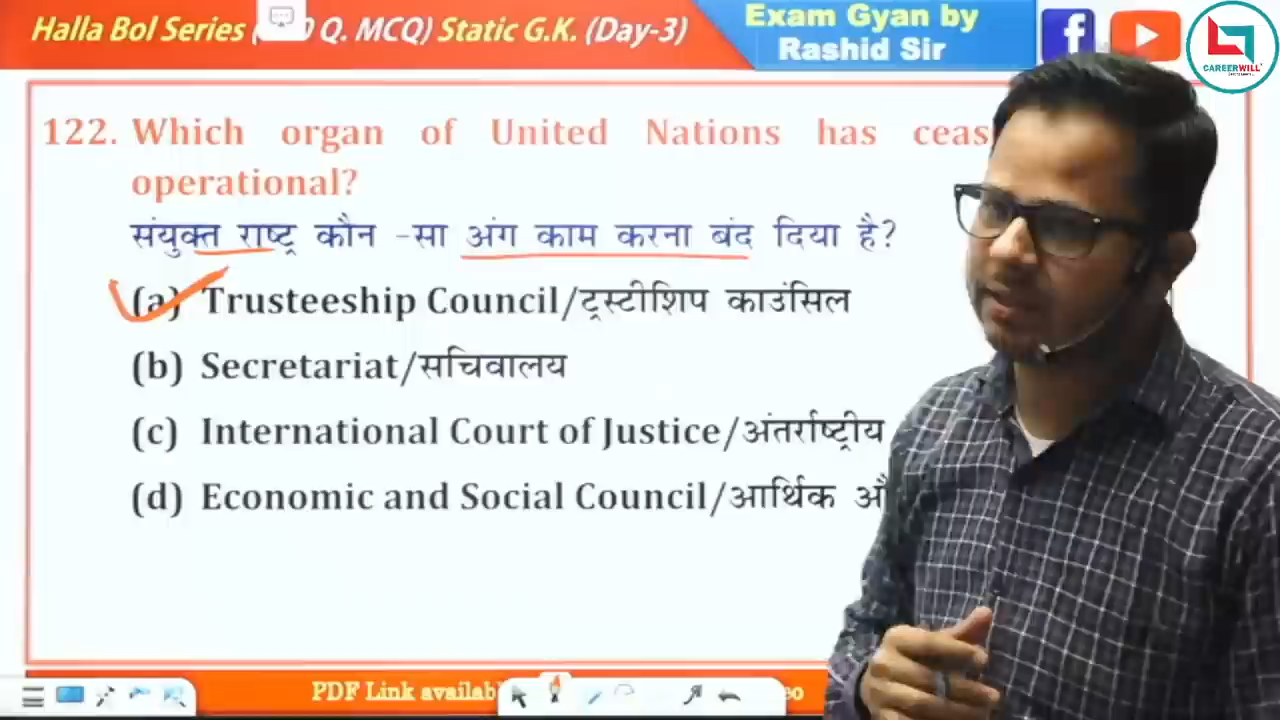 Halla Bol Series Q. MCQ) Static G.K. (Day-3)
Exam Gyan by
Rashid Sir
CAREERWILL
122. Which organ of United Nations has
operational?
संयुक्त राष्ट्र कौन -सा अंग काम करना बंद दिया है?
(a) Trusteeship Council/ट्रस्टीशिप काउंसिल
(b) Secretariat/सचिवालय
(c) International Court of Justice/अंतर्राष्ट्रीय
(d) Economic and Social Council/आर्थिक
PDF Link